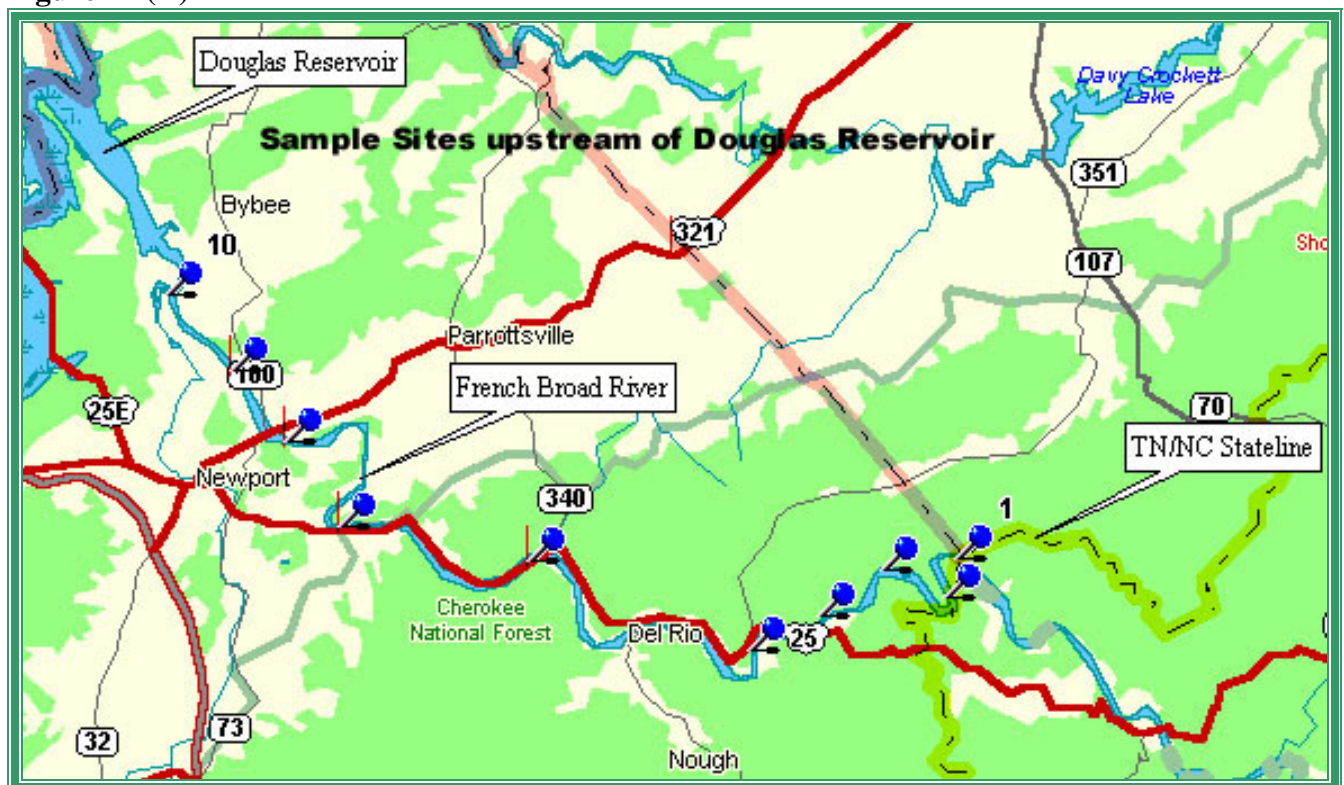 Douglas Reservoir
Davy Crockett
Lake
Sample Sites upstream of Douglas Reservoir
351
Bybee
321
10
107
Parrottsville
160
French Broad River
25E
70
TN/NC Stateline
Newport
340
1
Cherokee
National Forest
Del Rio
25
73
32
Nough